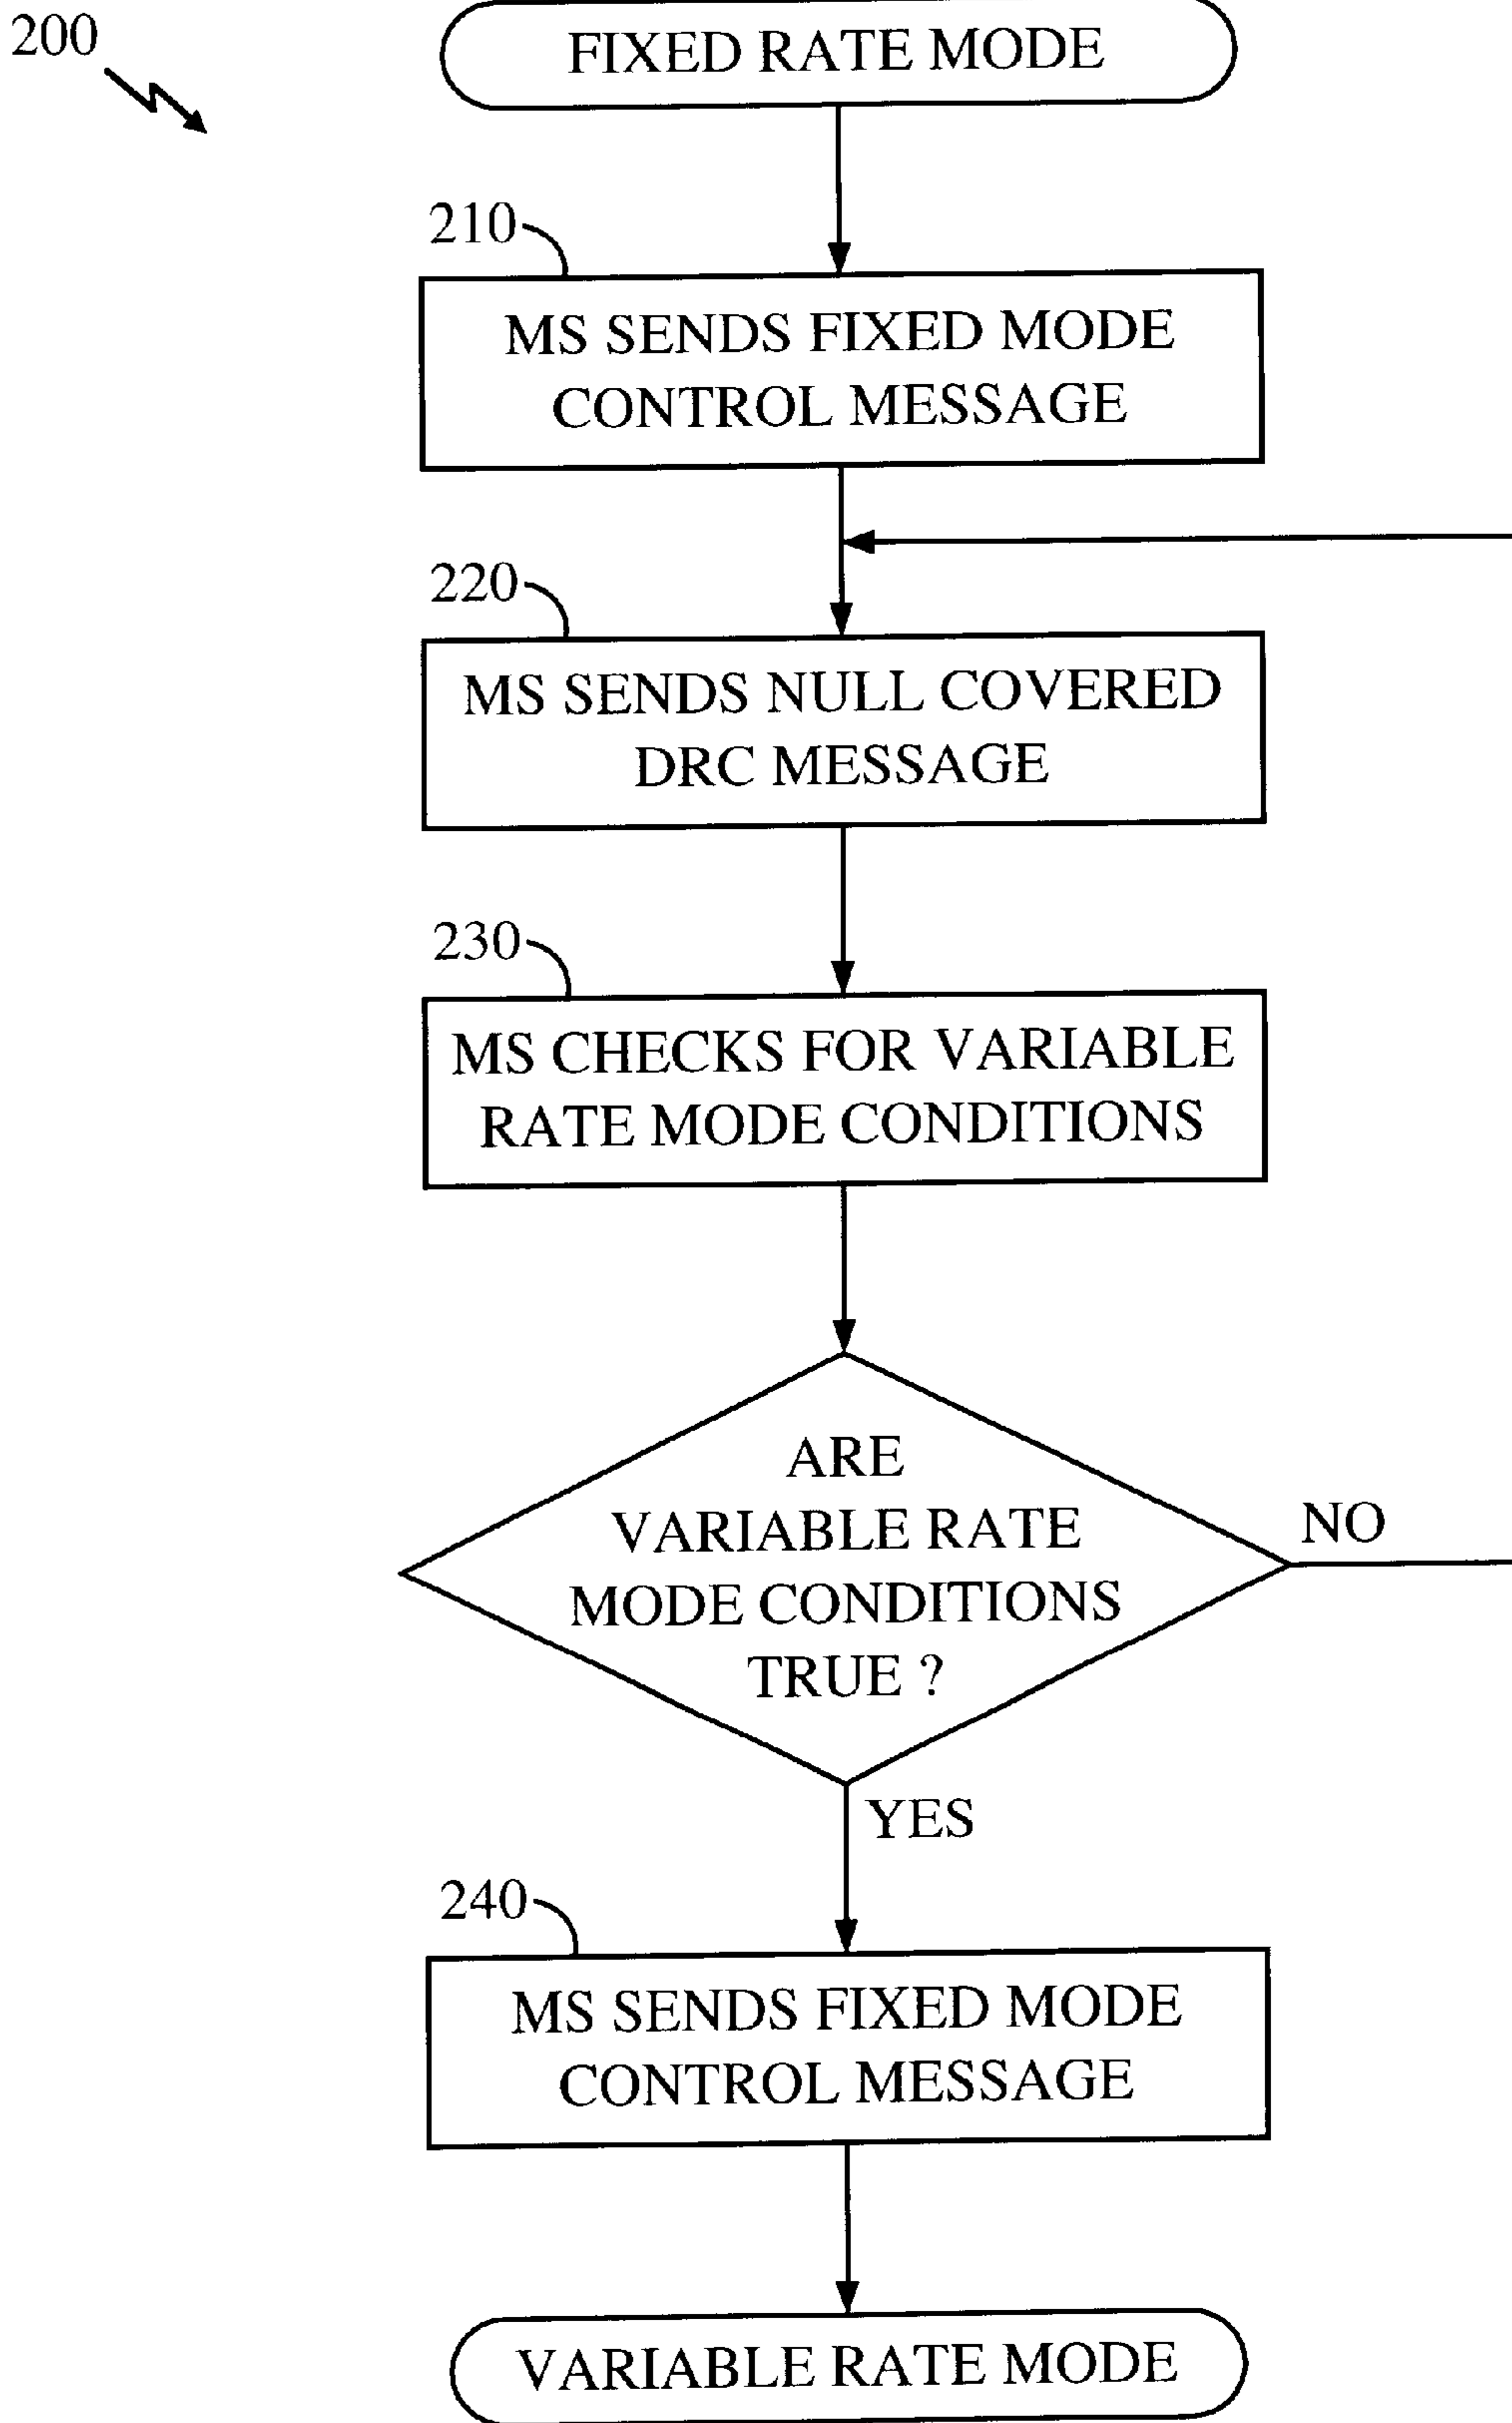 200
FIXED RATE MODE
210
MS SENDS FIXED MODE
CONTROL MESSAGE
220
MS SENDS NULL COVERED
DRC MESSAGE
230
MS CHECKS FOR VARIABLE
RATE MODE CONDITIONS
ARE
VARIABLE RATE
MODE CONDITIONS
TRUE ?
NO
YES
240
MS SENDS FIXED MODE
CONTROL MESSAGE
VARIABLE RATE MODE